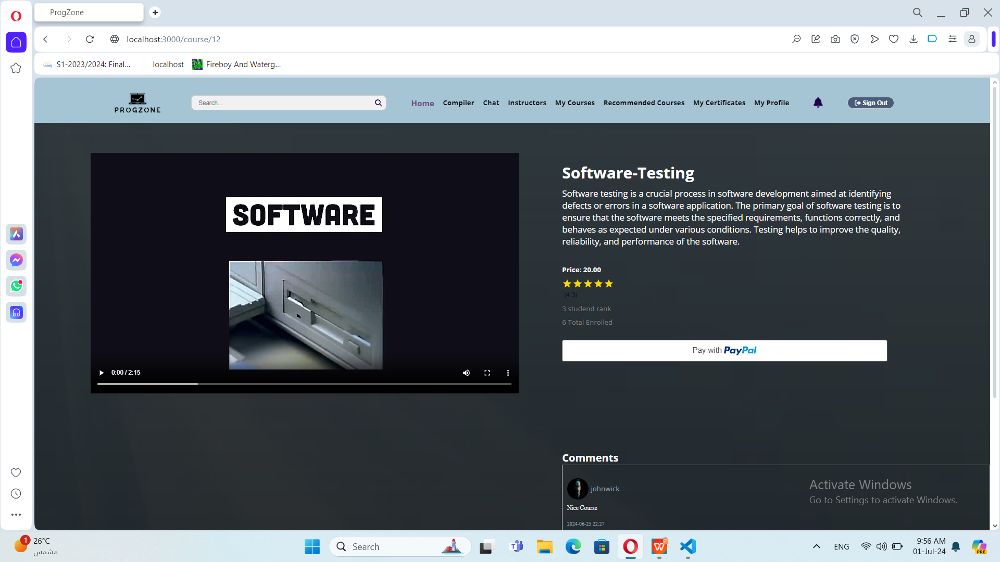 ProgZone
localhost:3000/course/12
S1-2023/2024: Final...
localhost
Fireboy And Waterg...
PROGZONE
Search...
Home
Compiler
Chat
Instructors
My Courses
Recommended Courses
My Certificates
My Profile
Sign Out
SOFTWARE
0:00 / 2:15
Software-Testing
Software testing is a crucial process in software development aimed at identifying
defects or errors in a software application. The primary goal of software testing is to
ensure that the software meets the specified requirements, functions correctly, and
behaves as expected under various conditions. Testing helps to improve the quality,
reliability, and performance of the software.
Price: 20.00
(4.3)
3 studend rank
6 Total Enrolled
Pay with PayPal
Comments
johnwick
Nice Course
2024-06-25 22:27
Activate Windows
Go to Settings to activate Windows.
1
26°C
مشمس
Search
ENG
9:56 AM
01-Jul-24
PRE